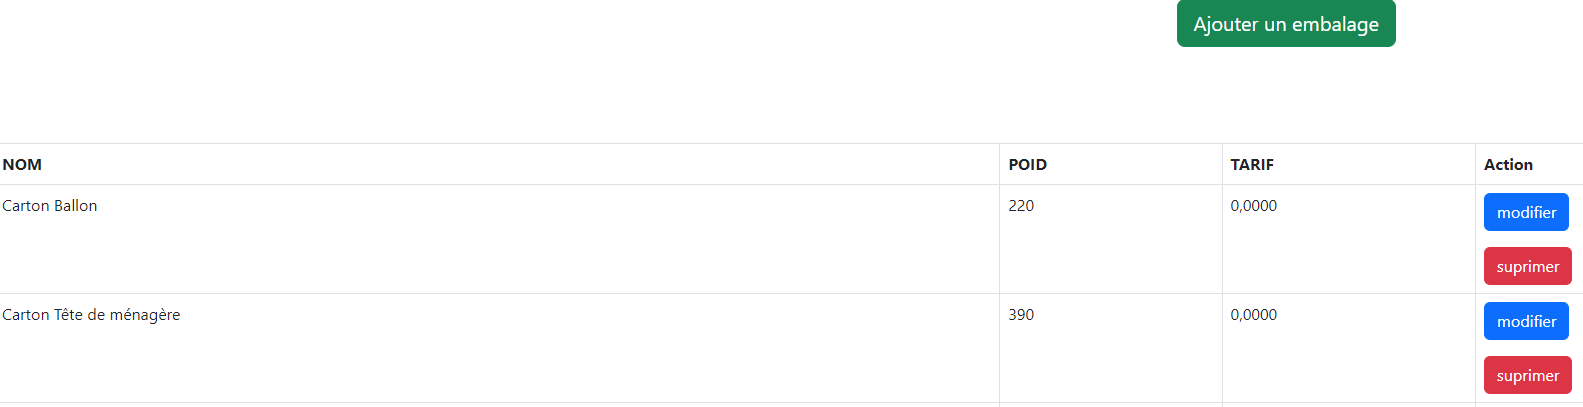 Ajouter un embalage
NOM POID TARIF Action
Carton Ballon 220 0,0000 modifier
suprimer
Carton Tête de ménagère 390 0,0000 modifier
suprimer